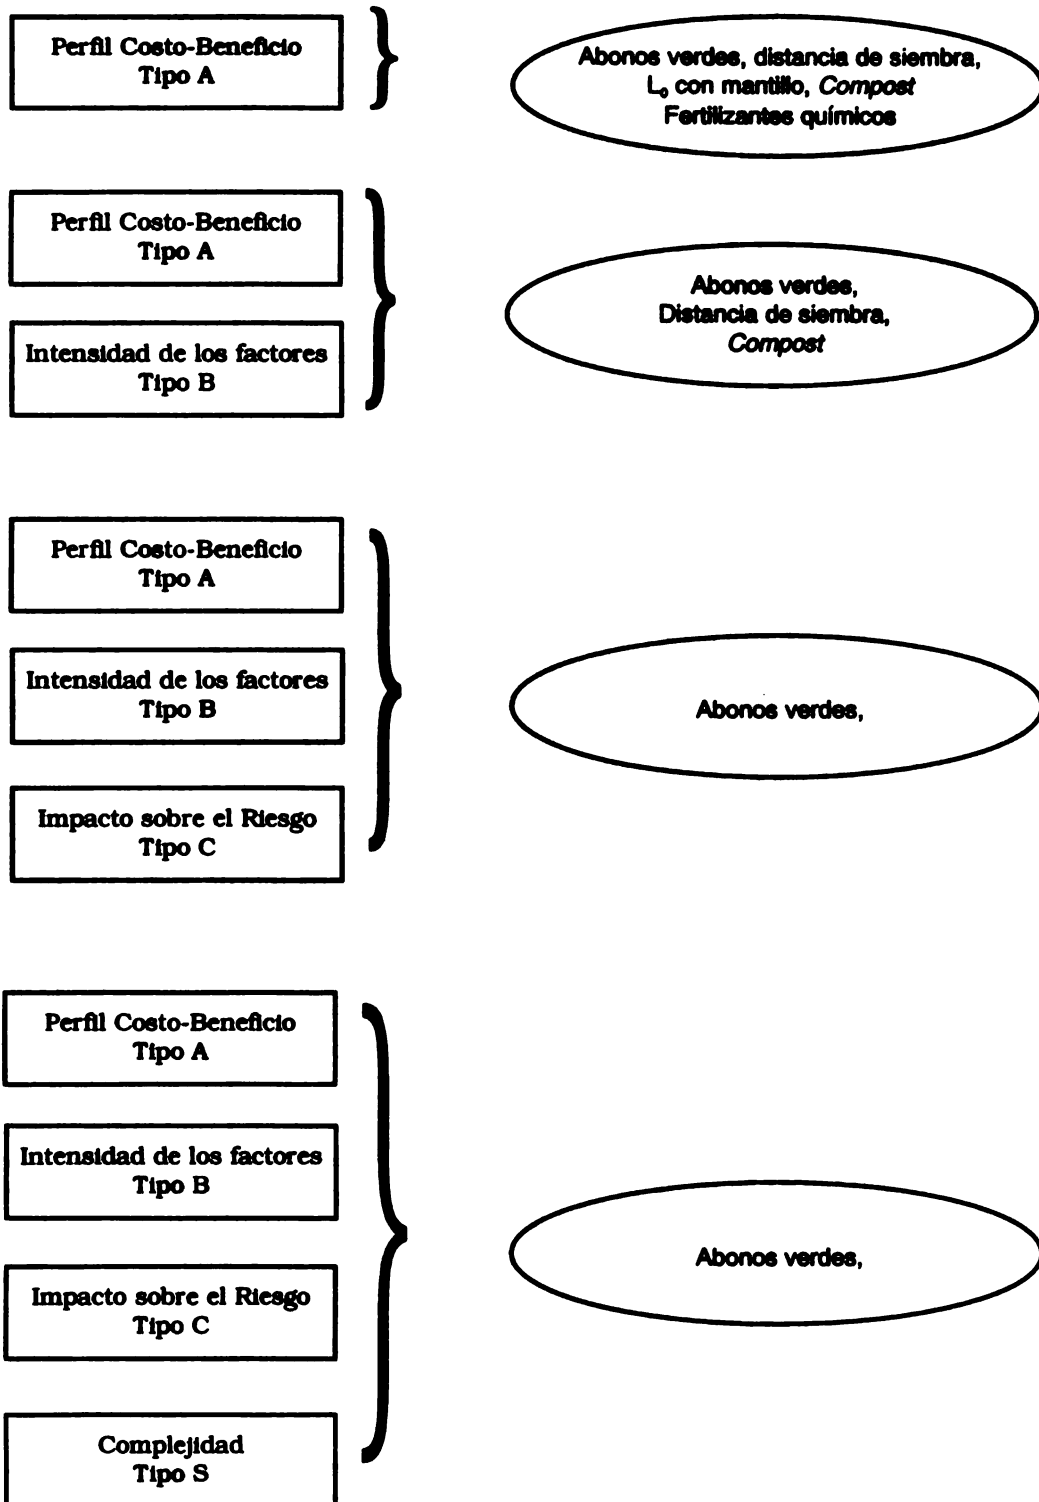 Perfil Costo-Beneficio
Tipo A
Abonos verdes, distancia de siembra,
L₀ con mantillo, Compost
Fertilizantes químicos
Perfil Costo-Beneficio
Tipo A
Intensidad de los factores
Tipo B
Abonos verdes,
Distancia de siembra,
Compost
Perfil Costo-Beneficio
Tipo A
Intensidad de los factores
Tipo B
Impacto sobre el Riesgo
Tipo C
Abonos verdes,
Perfil Costo-Beneficio
Tipo A
Intensidad de los factores
Tipo B
Impacto sobre el Riesgo
Tipo C
Complejidad
Tipo S
Abonos verdes,